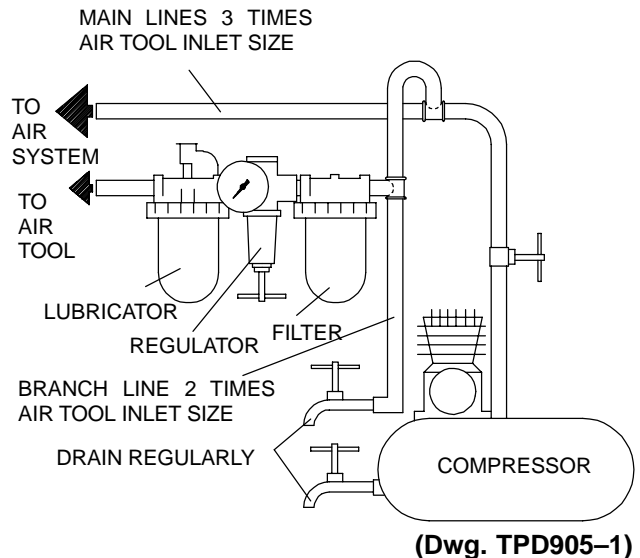 MAIN LINES 3 TIMES
AIR TOOL INLET SIZE
TO
AIR
SYSTEM
TO
AIR
TOOL
LUBRICATOR
REGULATOR
FILTER
BRANCH LINE 2 TIMES
AIR TOOL INLET SIZE
DRAIN REGULARLY
COMPRESSOR
(Dwg. TPD905–1)